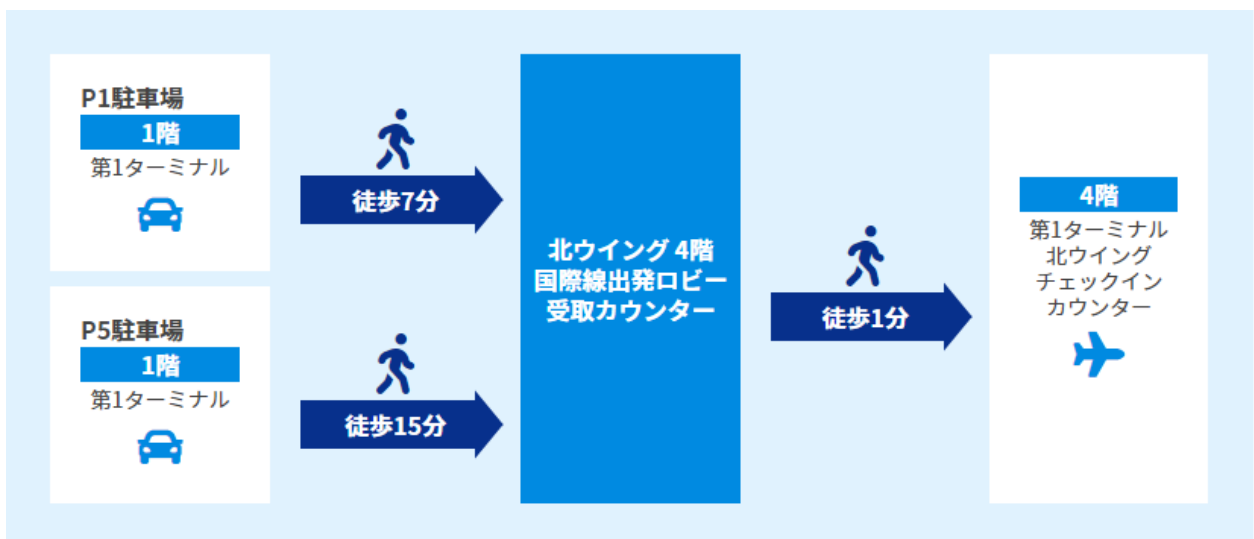 P1駐車場
1階
第1ターミナル
徒歩7分
P5駐車場
1階
第1ターミナル
徒歩15分
北ウイング 4階
国際線出発ロビー
受取カウンター
徒歩1分
4階
第1ターミナル
北ウイング
チェックイン
カウンター